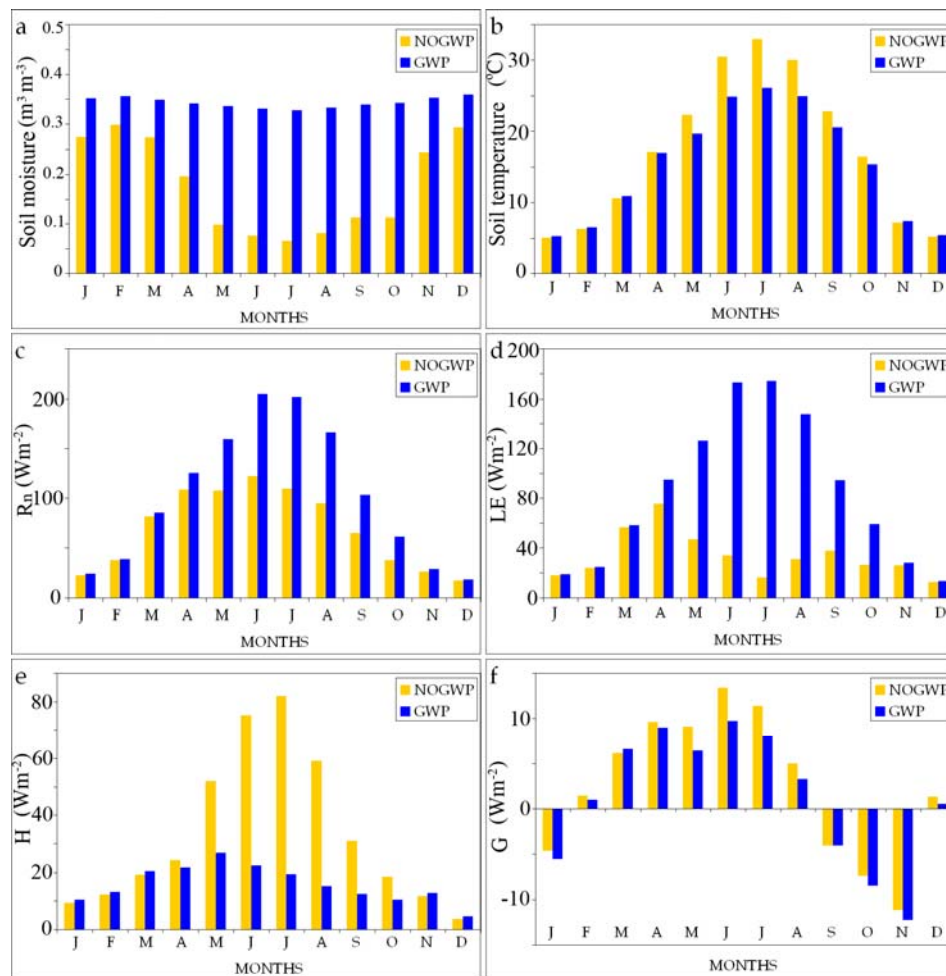 a
NOGWP
GWP
Soil moisture (m³ m⁻³)
0.5
0.4
0.3
0.2
0.1
0
J F M A M J J A S O N D
MONTHS
b
NOGWP
GWP
Soil temperature (ºC)
30
20
10
0
J F M A M J J A S O N D
MONTHS
c
NOGWP
GWP
Rn (Wm⁻²)
200
100
0
J F M A M J J A S O N D
MONTHS
d
NOGWP
GWP
LE (Wm⁻²)
200
160
120
80
40
0
J F M A M J J A S O N D
MONTHS
e
NOGWP
GWP
H (Wm⁻²)
80
60
40
20
0
J F M A M J J A S O N D
MONTHS
f
NOGWP
GWP
G (Wm⁻²)
10
0
-10
J F M A M J J A S O N D
MONTHS